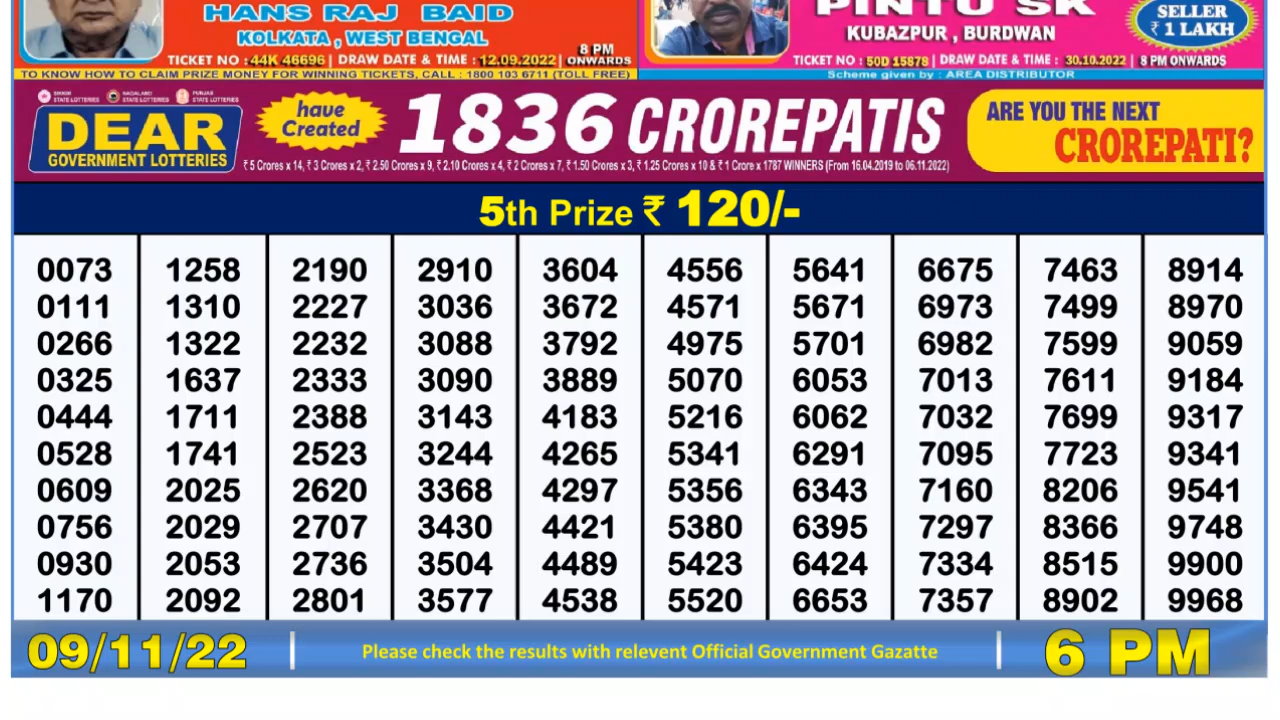 HANS RAJ BAID
KOLKATA , WEST BENGAL
TICKET NO : 44K 46696 | DRAW DATE & TIME : 12.09.2022 | 8 PM ONWARDS
TO KNOW HOW TO CLAIM PRIZE MONEY FOR WINNING TICKETS, CALL : 1800 103 6711 (TOLL FREE)
PINTU SK
KUBAZPUR , BURDWAN
SELLER
₹ 1 LAKH
TICKET NO : 50D 15878 | DRAW DATE & TIME : 30.10.2022 | 8 PM ONWARDS
Scheme given by : AREA DISTRIBUTOR
SIKKIM STATE LOTTERIES NAGALAND STATE LOTTERIES PUNJAB STATE LOTTERIES
DEAR
GOVERNMENT LOTTERIES
have
Created
1836 CROREPATIS
₹ 5 Crores x 14, ₹ 3 Crores x 2, ₹ 2.50 Crores x 9, ₹ 2.10 Crores x 4, ₹ 2 Crores x 7, ₹ 1.50 Crores x 3, ₹ 1.25 Crores x 10 & ₹ 1 Crore x 1787 WINNERS (From 16.04.2019 to 06.11.2022)
ARE YOU THE NEXT
CROREPATI?
5th Prize ₹ 120/-
0073 1258 2190 2910 3604 4556 5641 6675 7463 8914
0111 1310 2227 3036 3672 4571 5671 6973 7499 8970
0266 1322 2232 3088 3792 4975 5701 6982 7599 9059
0325 1637 2333 3090 3889 5070 6053 7013 7611 9184
0444 1711 2388 3143 4183 5216 6062 7032 7699 9317
0528 1741 2523 3244 4265 5341 6291 7095 7723 9341
0609 2025 2620 3368 4297 5356 6343 7160 8206 9541
0756 2029 2707 3430 4421 5380 6395 7297 8366 9748
0930 2053 2736 3504 4489 5423 6424 7334 8515 9900
1170 2092 2801 3577 4538 5520 6653 7357 8902 9968
09/11/22 | Please check the results with relevent Official Government Gazatte | 6 PM